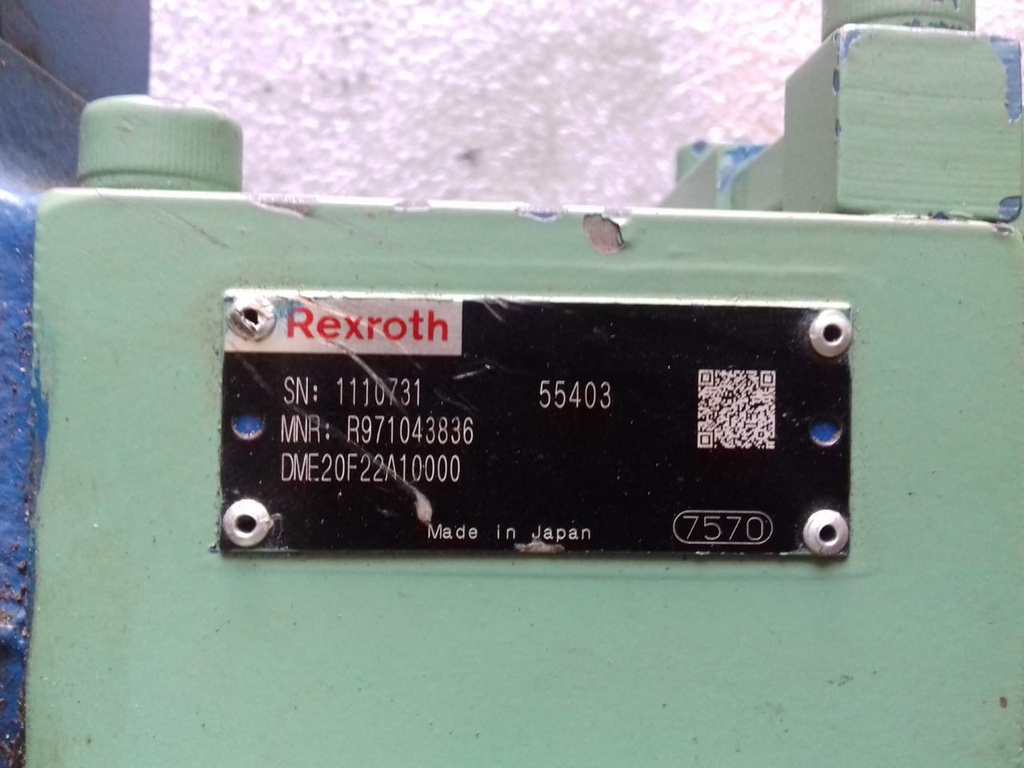 Rexroth
SN: 1110731 55403
MNR: R971043836
DME20F22A10000
Made in Japan 7570